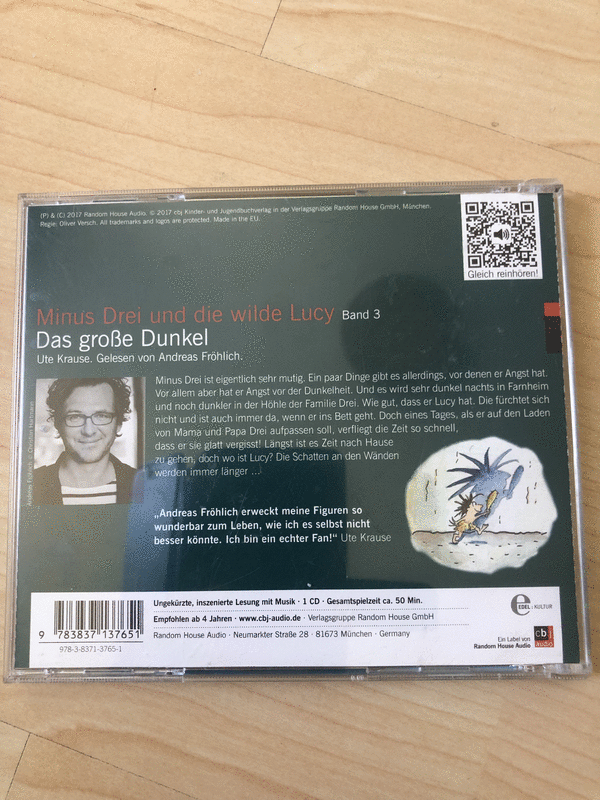 (P) & (C) 2017 Random House Audio. © 2017 cbj Kinder- und Jugendbuchverlag in der Verlagsgruppe Random House GmbH, München.
Regie: Oliver Versch. All trademarks and logos are protected. Made in the EU.
Gleich reinhören!
Minus Drei und die wilde Lucy Band 3
Das große Dunkel
Ute Krause. Gelesen von Andreas Fröhlich.
Minus Drei ist eigentlich sehr mutig. Ein paar Dinge gibt es allerdings, vor denen er Angst hat.
Vor allem aber hat er Angst vor der Dunkelheit. Und es wird sehr dunkel nachts in Farnheim
und noch dunkler in der Höhle der Familie Drei. Wie gut, dass er Lucy hat. Die fürchtet sich
nicht und ist auch immer da, wenn er ins Bett geht. Doch eines Tages, als er auf den Laden
von Mama und Papa Drei aufpassen soll, verfliegt die Zeit so schnell,
dass er sie glatt vergisst! Längst ist es Zeit nach Hause
zu gehen, doch wo ist Lucy? Die Schatten an den Wänden
werden immer länger ...
Andreas Fröhlich © Christian Hartmann
„Andreas Fröhlich erweckt meine Figuren so
wunderbar zum Leben, wie ich es selbst nicht
besser könnte. Ich bin ein echter Fan!“ Ute Krause
Ungekürzte, inszenierte Lesung mit Musik · 1 CD · Gesamtspielzeit ca. 50 Min.
Empfohlen ab 4 Jahren · www.cbj-audio.de · Verlagsgruppe Random House GmbH
Random House Audio · Neumarkter Straße 28 · 81673 München · Germany
9 783837 137651
978-3-8371-3765-1
e
EDEL:KULTUR
Ein Label von
Random House Audio
cbj
audio